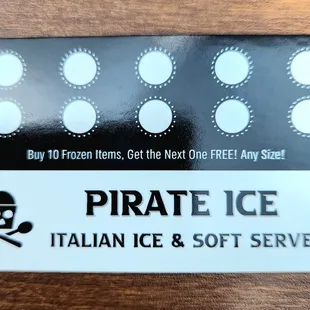 Buy 10 Frozen Items, Get the Next One FREE! Any Size!
PIRATE ICE
ITALIAN ICE & SOFT SERVE